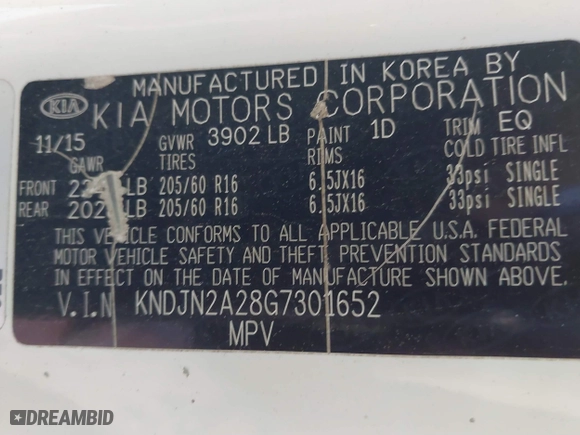 MANUFACTURED IN KOREA BY
KIA KIA MOTORS CORPORATION
11/15 GVWR 3902 LB PAINT 1D TRIM EQ
GAWR TIRES RIMS COLD TIRE INFL
FRONT LB 205/60 R16 6.5JX16 33psi SINGLE
REAR LB 205/60 R16 6.5JX16 33psi SINGLE
THIS VEHICLE CONFORMS TO ALL APPLICABLE U.S.A. FEDERAL
MOTOR VEHICLE SAFETY AND THEFT PREVENTION STANDARDS
IN EFFECT ON THE DATE OF MANUFACTURE SHOWN ABOVE.
V.I.N KNDJN2A28G7301652
MPV
DREAMBID